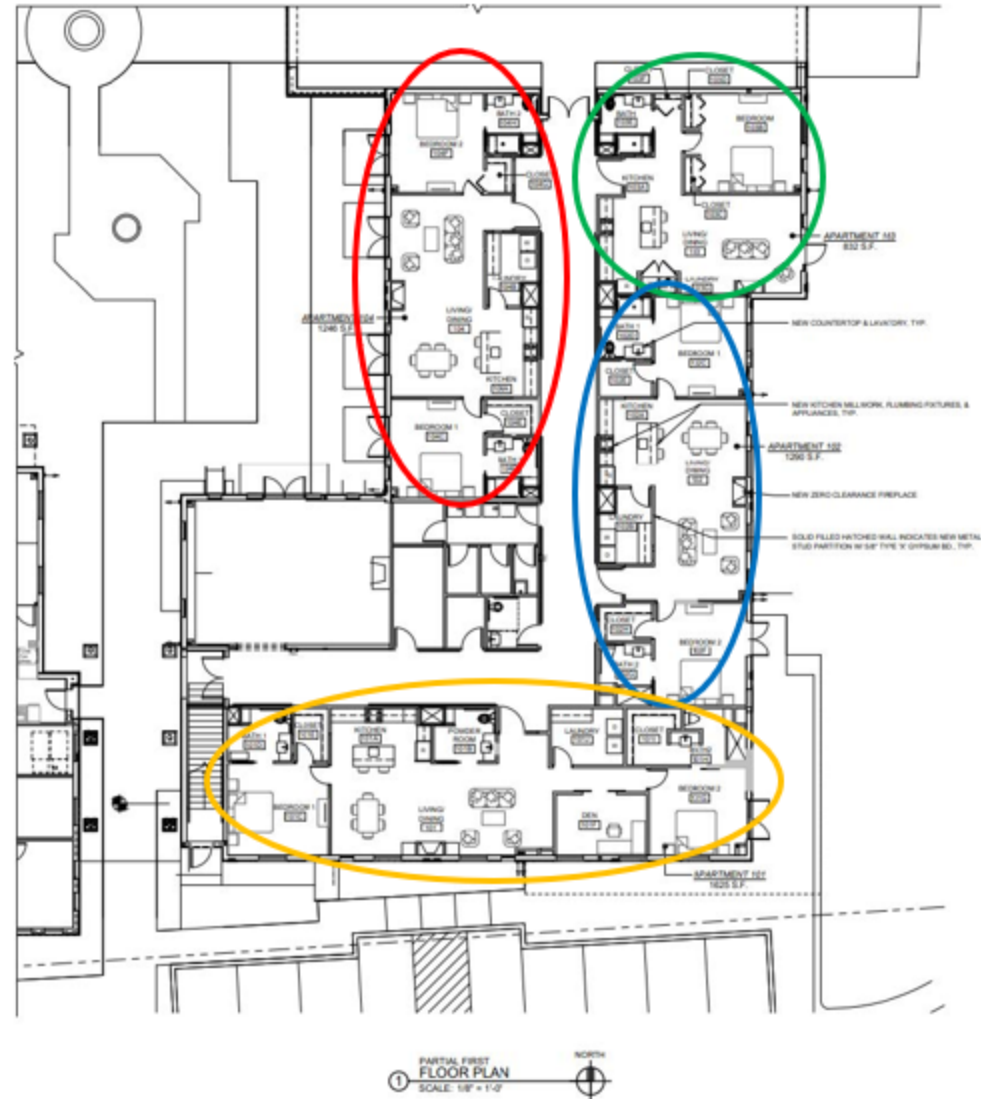 BEDROOM 2
BATH 2
CLOSET
APARTMENT 104
1246 S.F.
LIVING/
DINING
104
LAUNDRY
KITCHEN
BEDROOM 1
CLOSET
BATH
CLOSET
BATH
BEDROOM
KITCHEN
CLOSET
LIVING/
DINING
LAUNDRY
APARTMENT 103
832 S.F.
BATH 1
BEDROOM 1
CLOSET
KITCHEN
LIVING/
DINING
LAUNDRY
CLOSET
BEDROOM 2
BATH 2
NEW COUNTERTOP & LAVATORY, TYP.
NEW KITCHEN MILLWORK, PLUMBING FIXTURES, &
APPLIANCES, TYP.
APARTMENT 102
1290 S.F.
NEW ZERO CLEARANCE FIREPLACE
SOLID FILLED HATCHED WALL INDICATES NEW METAL
STUD PARTITION W/ 5/8" TYPE 'X' GYPSUM BD., TYP.
BATH 1
CLOSET
KITCHEN
POWDER
ROOM
LAUNDRY
CLOSET
BEDROOM 1
LIVING/
DINING
101
DEN
BEDROOM 2
APARTMENT 101
1625 S.F.
1
PARTIAL FIRST
FLOOR PLAN
SCALE: 1/8" = 1'-0"
NORTH